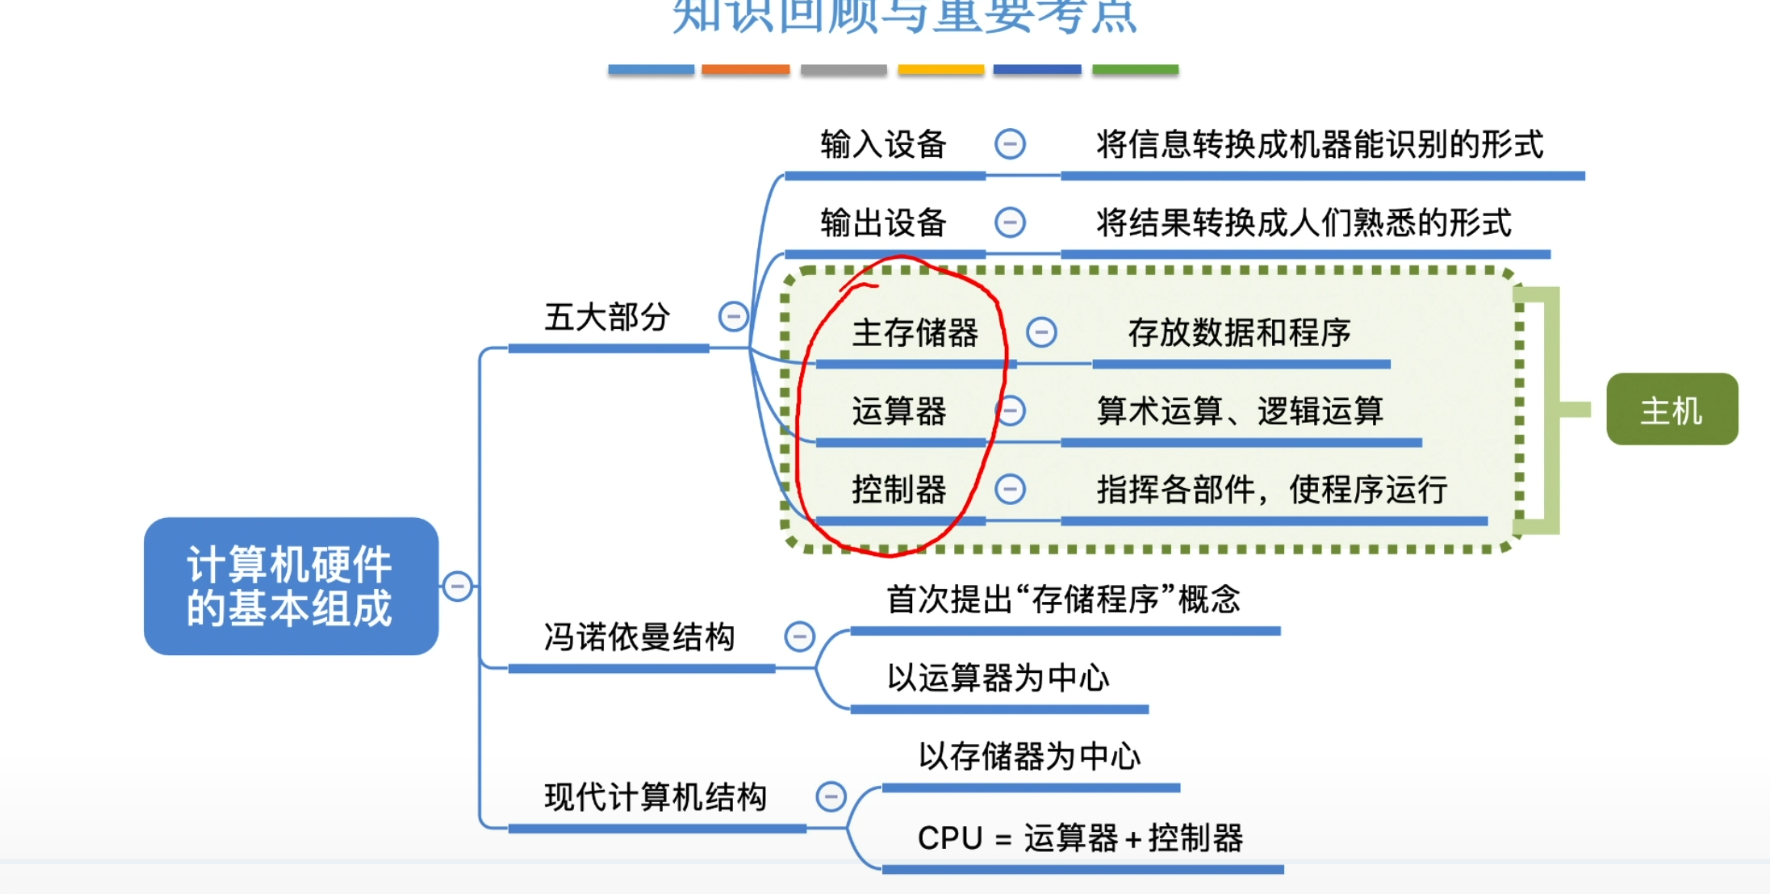 知识回顾与重要考点
输入设备
将信息转换成机器能识别的形式
输出设备
将结果转换成人们熟悉的形式
五大部分
主存储器
存放数据和程序
运算器
算术运算、逻辑运算
控制器
指挥各部件，使程序运行
主机
计算机硬件
的基本组成
冯诺依曼结构
首次提出“存储程序”概念
以运算器为中心
现代计算机结构
以存储器为中心
CPU = 运算器+控制器